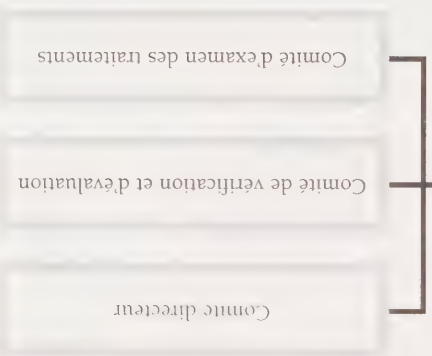 Comité directeur
Comité de vérification et d'évaluation
Comité d'examen des traitements